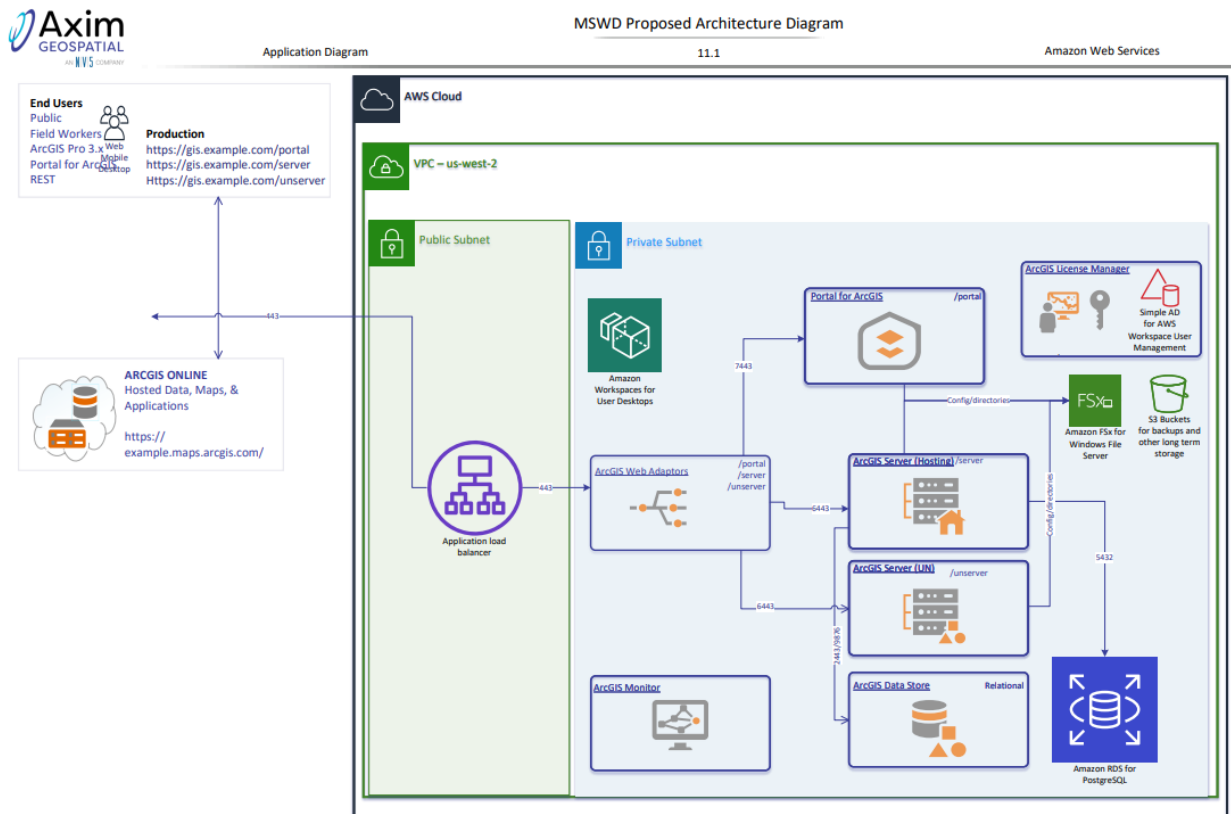 Axim
GEOSPATIAL
AN NV5 COMPANY
MSWD Proposed Architecture Diagram
Application Diagram
11.1
Amazon Web Services
End Users
Public
Field Workers
ArcGIS Pro 3.x
Portal for ArcGIS
REST
Web
Mobile
Desktop
Production
https://gis.example.com/portal
https://gis.example.com/server
Https://gis.example.com/unserver
443
ARCGIS ONLINE
Hosted Data, Maps, &
Applications
https://
example.maps.arcgis.com/
AWS Cloud
VPC – us-west-2
Public Subnet
Application load
balancer
443
Private Subnet
Amazon
Workspaces for
User Desktops
ArcGIS Web Adaptors
/portal
/server
/unserver
7443
6443
6443
Portal for ArcGIS
/portal
ArcGIS License Manager
Simple AD
for AWS
Workspace User
Management
Config/directories
FSx
Amazon FSx for
Windows File
Server
S3 Buckets
for backups and
other long term
storage
ArcGIS Server (Hosting)
/server
Config/directories
5432
ArcGIS Server (UN)
/unserver
2443/9876
ArcGIS Monitor
ArcGIS Data Store
Relational
Amazon RDS for
PostgreSQL